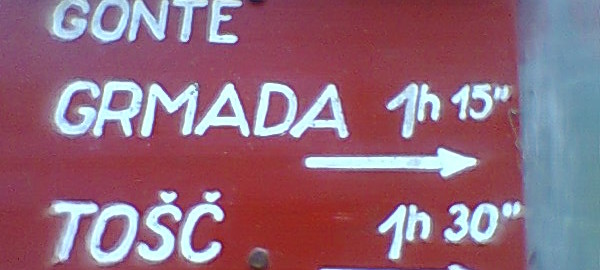 GONTE
GRMADA 1h 15"
TOŠČ 1h 30"